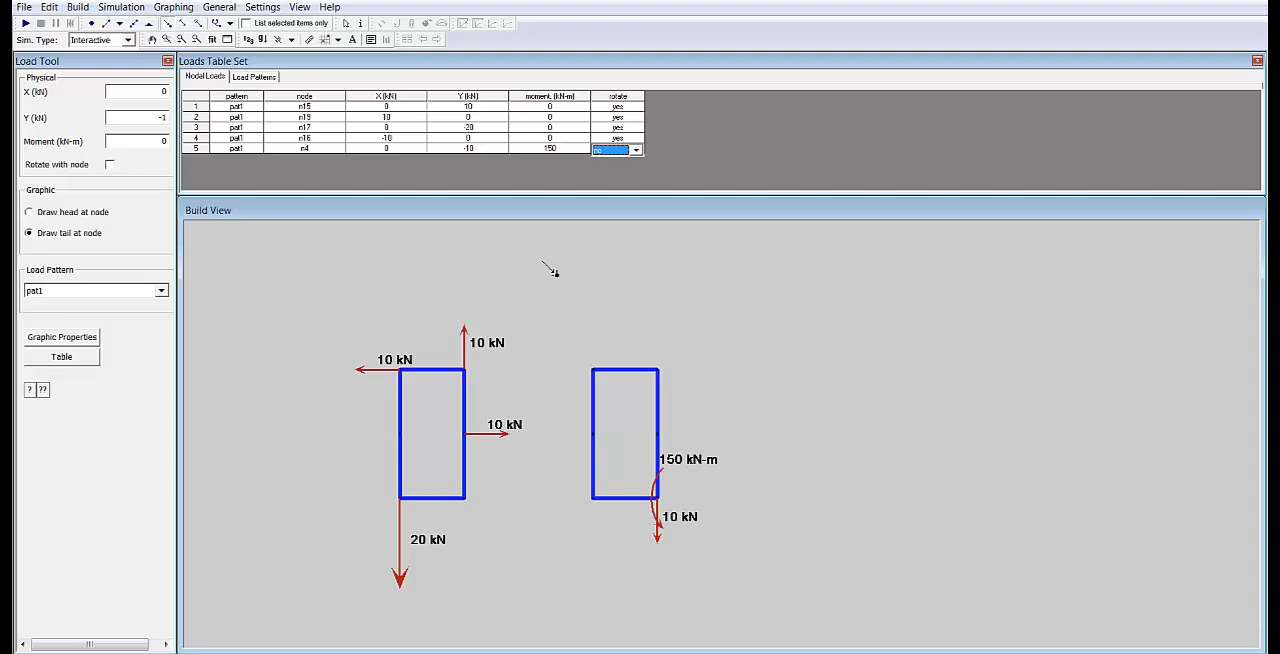 File Edit Build Simulation Graphing General Settings View Help
List selected items only
Sim. Type: Interactive fit A
Load Tool
Physical
X (kN) 0
Y (kN) -1
Moment (kN-m) 0
Rotate with node
Graphic
Draw head at node
Draw tail at node
Load Pattern
pat1
Graphic Properties
Table
? ??
Loads Table Set
Nodal Loads Load Patterns
pattern node X (kN) Y (kN) moment, (kN-m) rotate
1 pat1 n15 0 10 0 yes
2 pat1 n19 10 0 0 yes
3 pat1 n17 0 -20 0 yes
4 pat1 n16 -10 0 0 yes
5 pat1 n4 0 -10 150 no
Build View
10 kN
10 kN
10 kN
20 kN
150 kN-m
10 kN